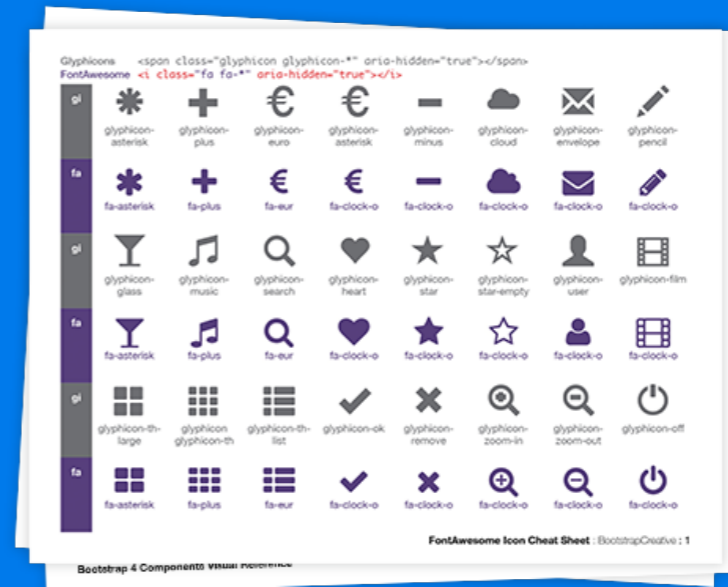 Glyphicons <span class="glyphicon glyphicon-*" aria-hidden="true"></span>
FontAwesome <i class="fa fa-*" aria-hidden="true"></i>
gi
glyphicon-asterisk glyphicon-plus glyphicon-euro glyphicon-asterisk glyphicon-minus glyphicon-cloud glyphicon-envelope glyphicon-pencil
fa
fa-asterisk fa-plus fa-eur fa-clock-o fa-clock-o fa-clock-o fa-clock-o fa-clock-o
gi
glyphicon-glass glyphicon-music glyphicon-search glyphicon-heart glyphicon-star glyphicon-star-empty glyphicon-user glyphicon-film
fa
fa-asterisk fa-plus fa-eur fa-clock-o fa-clock-o fa-clock-o fa-clock-o fa-clock-o
gi
glyphicon-th-large glyphicon glyphicon-th glyphicon-th-list glyphicon-ok glyphicon-remove glyphicon-zoom-in glyphicon-zoom-out glyphicon-off
fa
fa-asterisk fa-plus fa-eur fa-clock-o fa-clock-o fa-clock-o fa-clock-o fa-clock-o
FontAwesome Icon Cheat Sheet : BootstrapCreative : 1
Bootstrap 4 Components Visual Reference